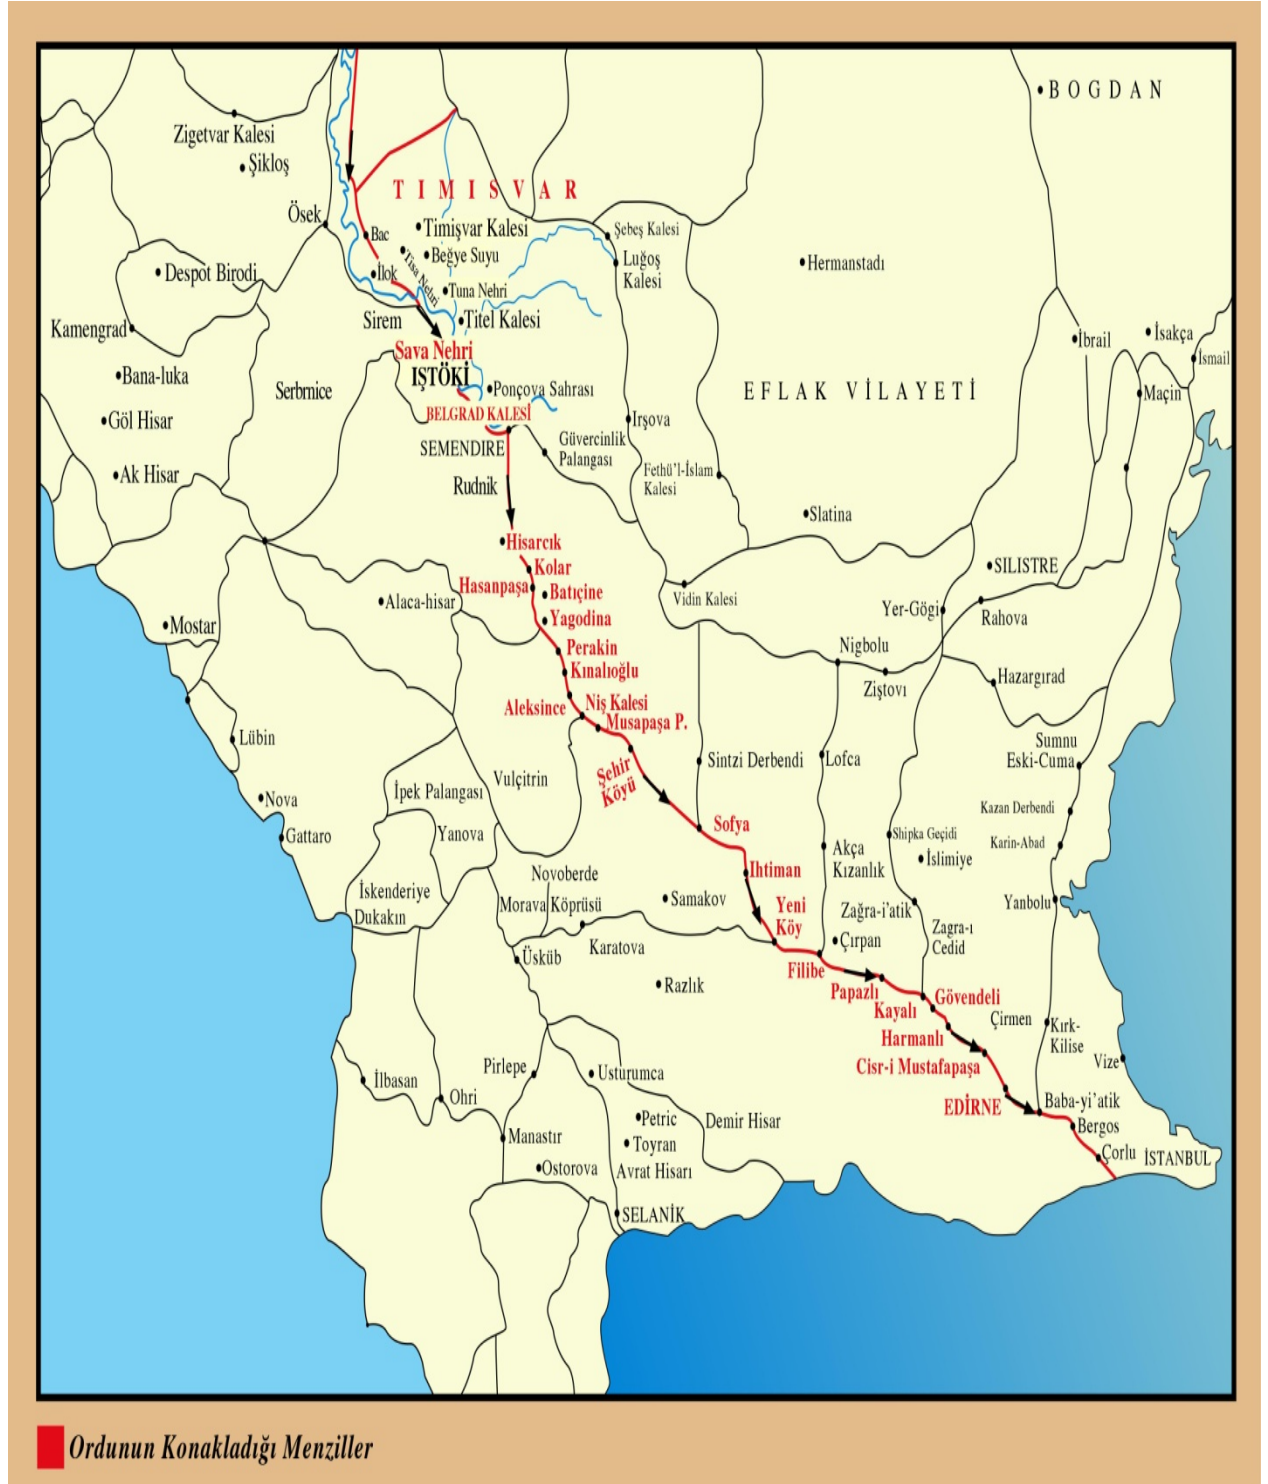 BOGDAN
Zigetvar Kalesi
Şikloş
TIMISVAR
Ösek
Bac
Timişvar Kalesi
Şebeş Kalesi
Beğye Suyu
Tisa Nehri
Luğoş
Kalesi
Hermanstadı
Despot Birodi
İlok
Tuna Nehri
Sirem
Titel Kalesi
Kamengrad
İbrail
İsakça
İsmail
Sava Nehri
IŞTÖKİ
Bana-luka
Serbrnice
Ponçova Sahrası
EFLAK VİLAYETİ
Maçin
Göl Hisar
BELGRAD KALESİ
Irşova
SEMENDIRE
Güvercinlik
Palangası
Ak Hisar
Fethü'l-İslam
Kalesi
Rudnik
Slatina
Hisarcık
Kolar
SILISTRE
Hasanpaşa
Batıçine
Vidin Kalesi
Alaca-hisar
Yer-Gögi
Rahova
Yagodina
Mostar
Perakin
Nigbolu
Kınalıoğlu
Ziştovı
Hazargırad
Aleksince
Niş Kalesi
Musapaşa P.
Lübin
Sumnu
Eski-Cuma
Sintzi Derbendi
Lofca
Şehir
Köyü
Vulçitrin
İpek Palangası
Nova
Kazan Derbendi
Gattaro
Yanova
Sofya
Shipka Geçidi
Karin-Abad
Akça
Kızanlık
İslimiye
Ihtiman
Novoberde
İskenderiye
Dukakın
Morava
Köprüsü
Samakov
Yeni
Köy
Zağra-i'atik
Yanbolu
Karatova
Çırpan
Zagra-ı
Cedid
Üsküb
Filibe
Razlık
Papazlı
Kayalı
Gövendeli
Çirmen
Kırk-
Kilise
Harmanlı
Vize
Cisr-i Mustafapaşa
Pirlepe
Usturumca
İlbasan
Ohri
EDİRNE
Baba-yi'atik
Petric
Demir Hisar
Bergos
Manastır
Toyran
Çorlu
İSTANBUL
Ostorova
Avrat Hisarı
SELANİK
Ordunun Konakladığı Menziller